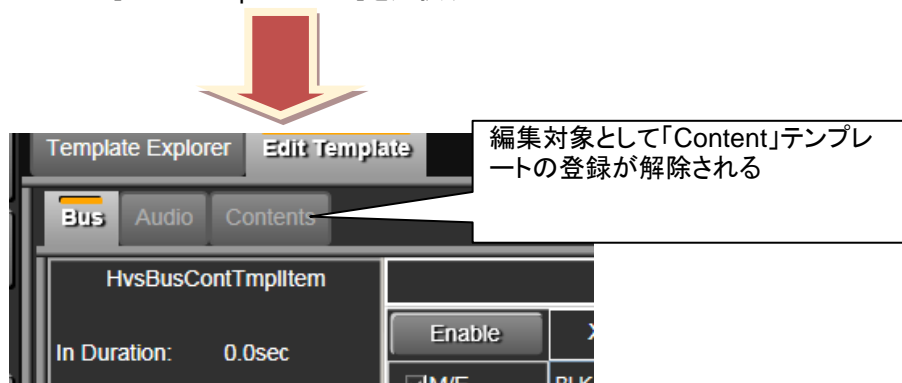 編集対象として「Content」テンプレ
ートの登録が解除される
Template Explorer Edit Template
Bus Audio Contents
HvsBusContTmplItem
Enable
In Duration: 0.0sec